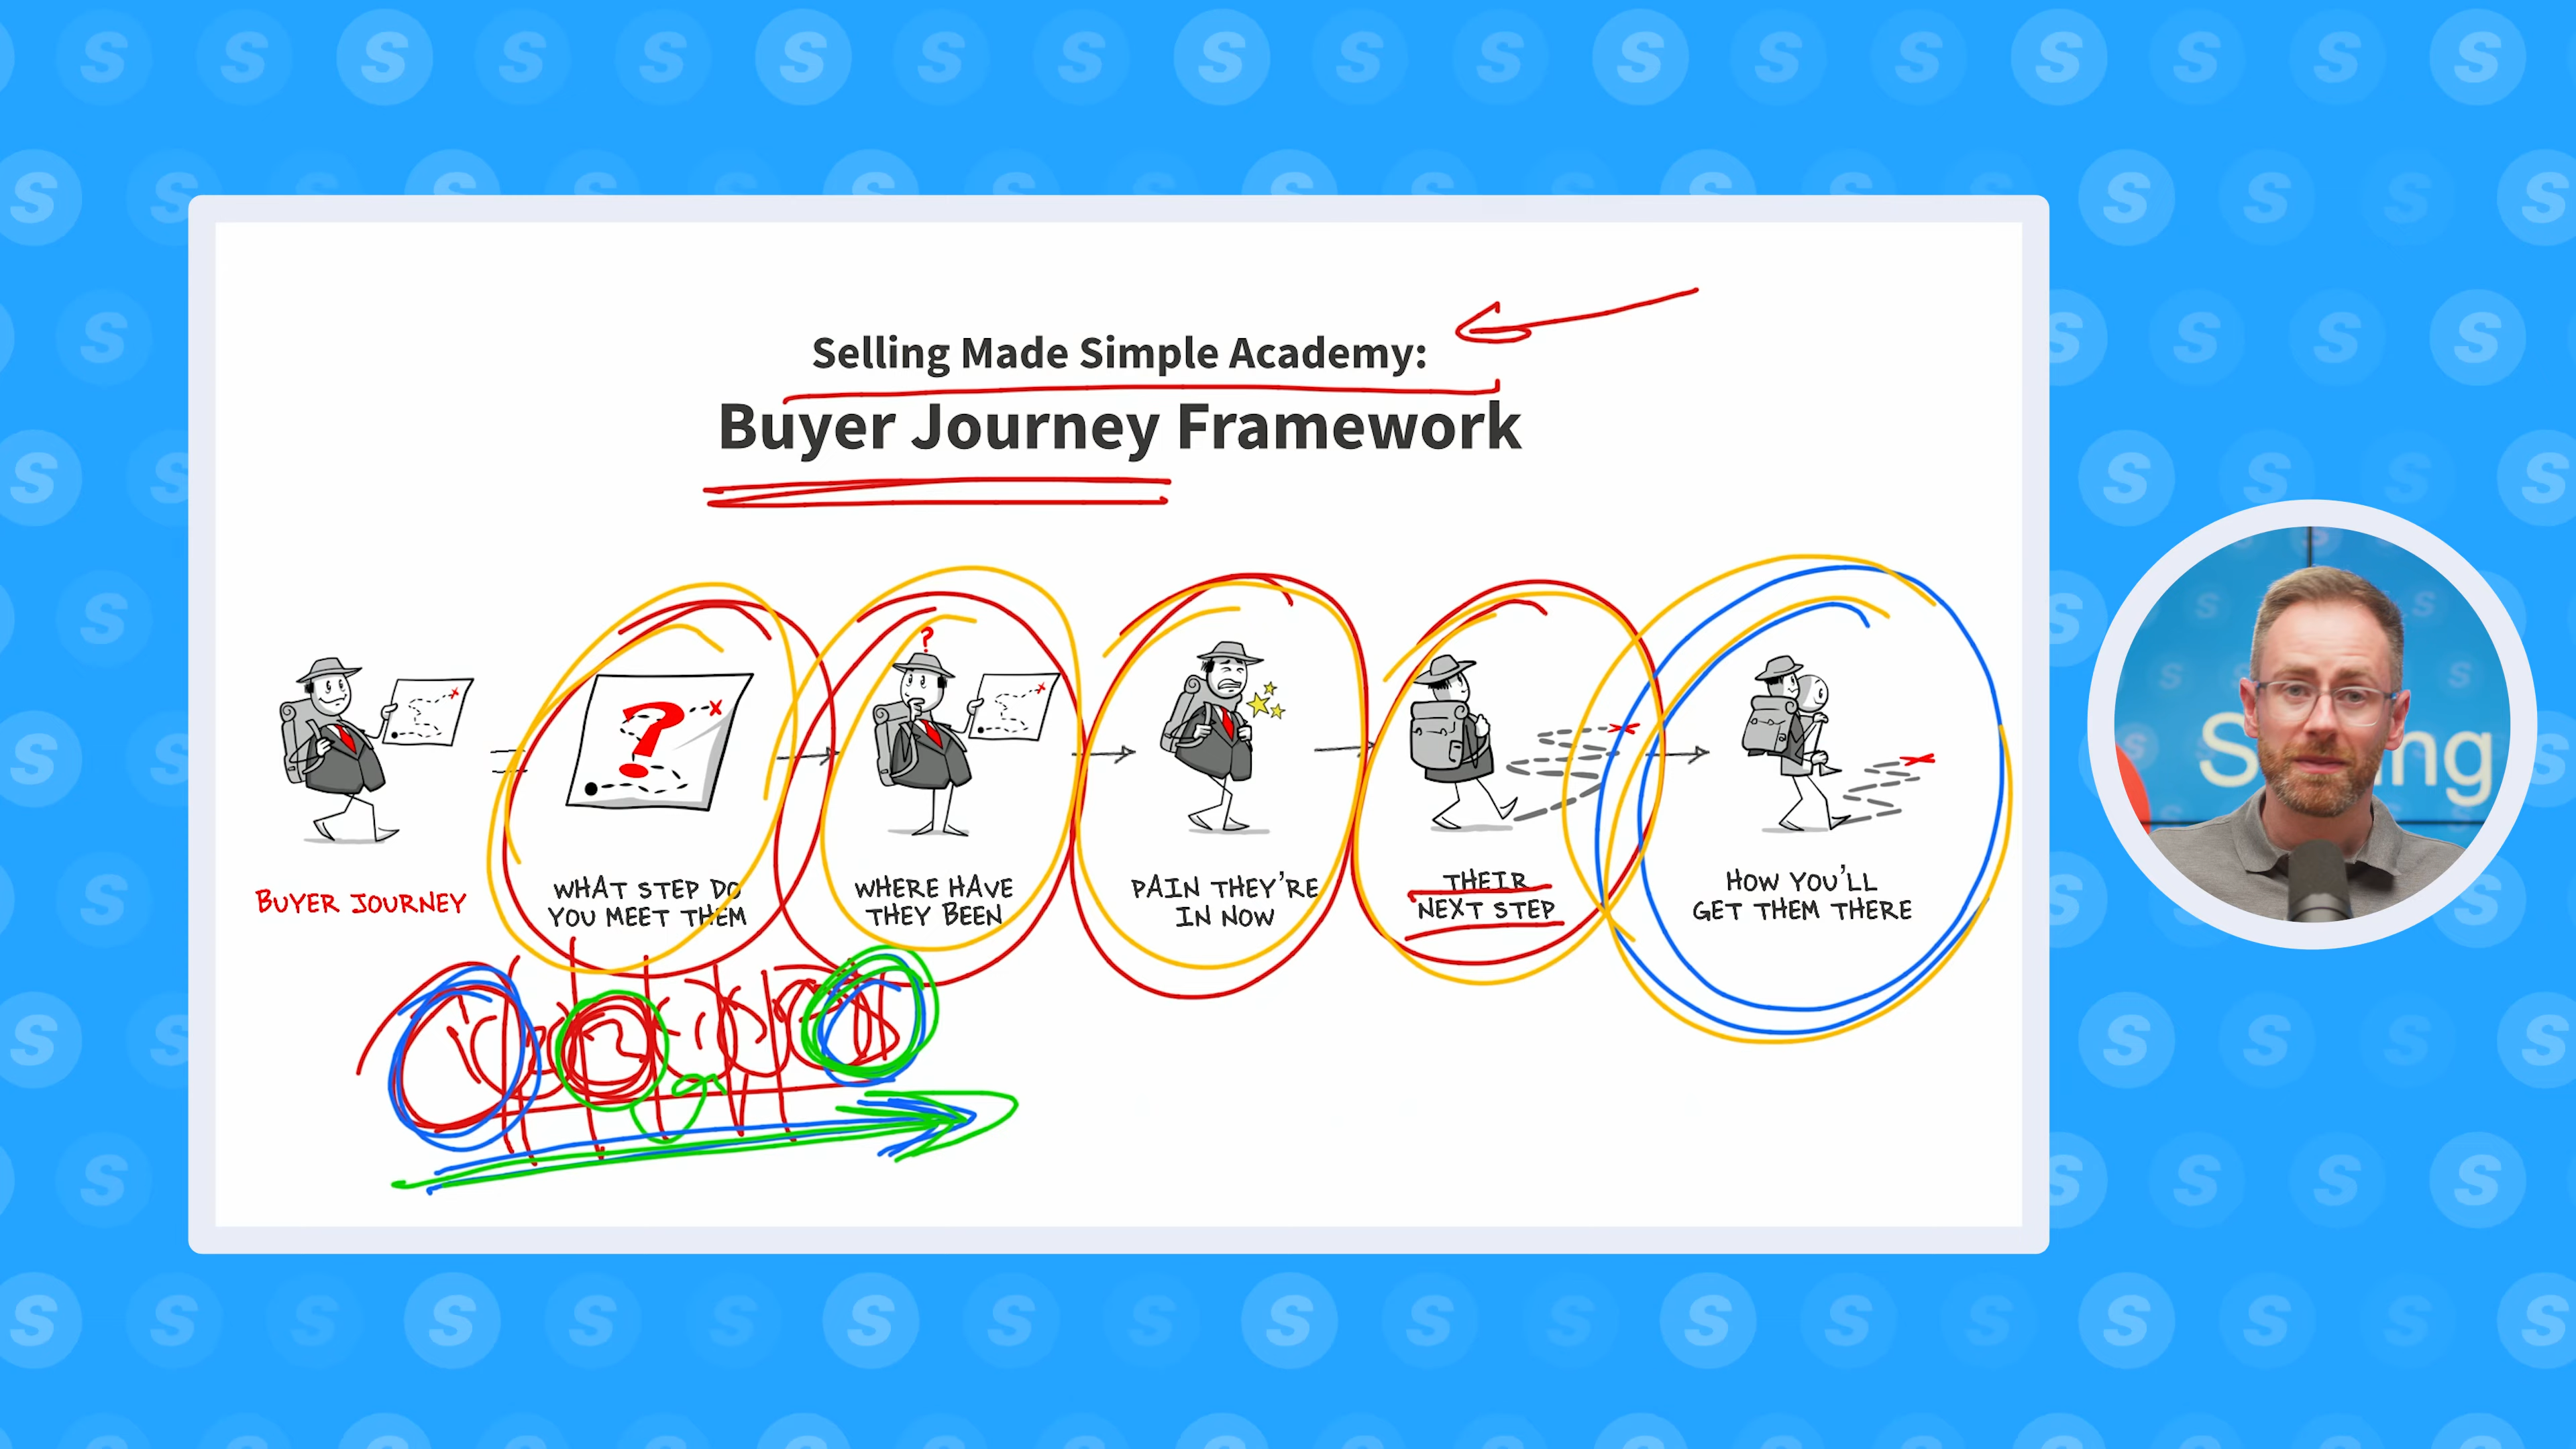 Selling Made Simple Academy:
Buyer Journey Framework
?
?
BUYER JOURNEY
WHAT STEP DO
YOU MEET THEM
WHERE HAVE
THEY BEEN
PAIN THEY'RE
IN NOW
THEIR
NEXT STEP
HOW YOU'LL
GET THEM THERE